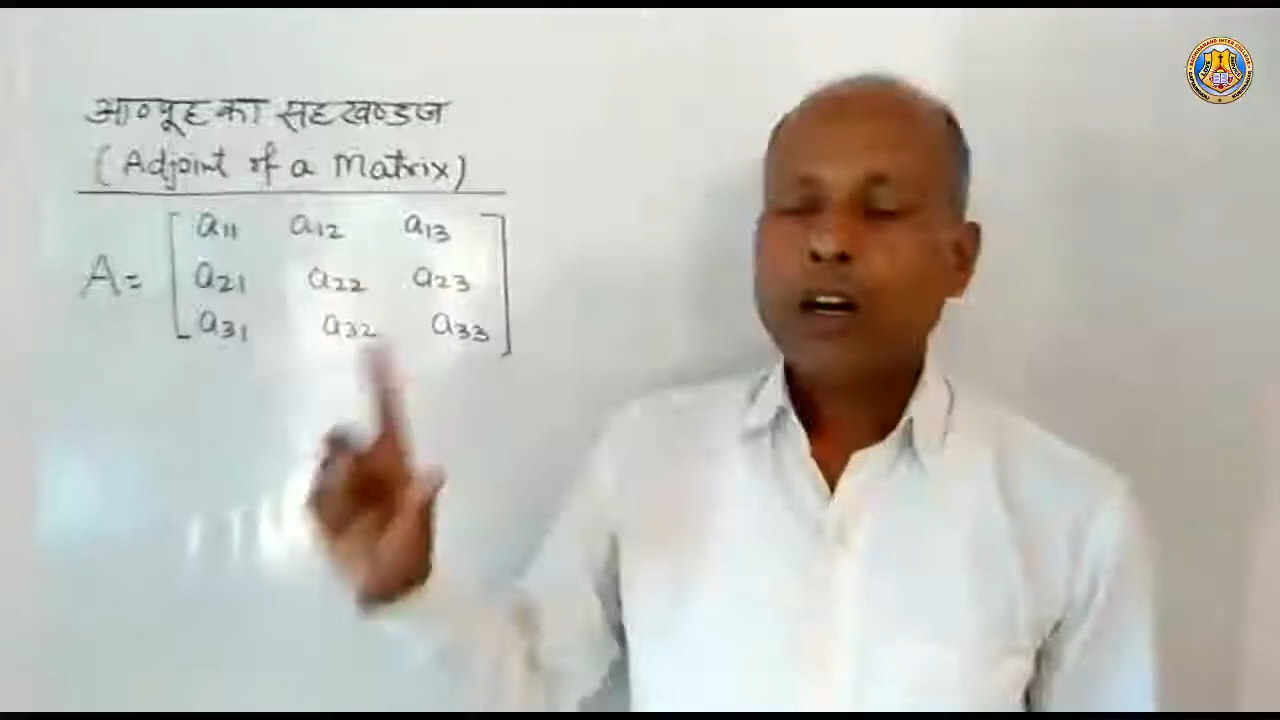 आव्यूह का सहखण्डज
(Adjoint of a Matrix)
A= [ a11 a12 a13
a21 a22 a23
a31 a32 a33 ]